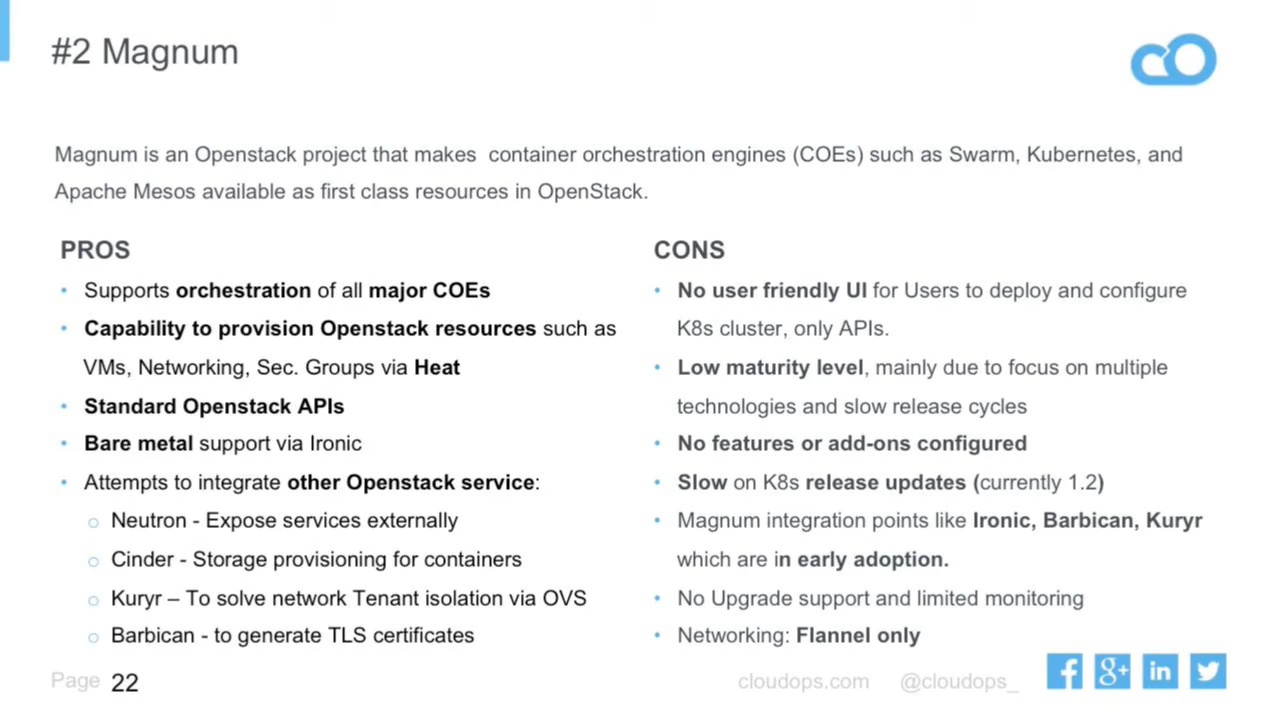 #2 Magnum
Magnum is an Openstack project that makes  container orchestration engines (COEs) such as Swarm, Kubernetes, and
Apache Mesos available as first class resources in OpenStack.
PROS
• Supports orchestration of all major COEs
• Capability to provision Openstack resources such as
VMs, Networking, Sec. Groups via Heat
• Standard Openstack APIs
• Bare metal support via Ironic
• Attempts to integrate other Openstack service:
o Neutron - Expose services externally
o Cinder - Storage provisioning for containers
o Kuryr – To solve network Tenant isolation via OVS
o Barbican - to generate TLS certificates
CONS
• No user friendly UI for Users to deploy and configure
K8s cluster, only APIs.
• Low maturity level, mainly due to focus on multiple
technologies and slow release cycles
• No features or add-ons configured
• Slow on K8s release updates (currently 1.2)
• Magnum integration points like Ironic, Barbican, Kuryr
which are in early adoption.
• No Upgrade support and limited monitoring
• Networking: Flannel only
Page 22
cloudops.com @cloudops_
f g+ in